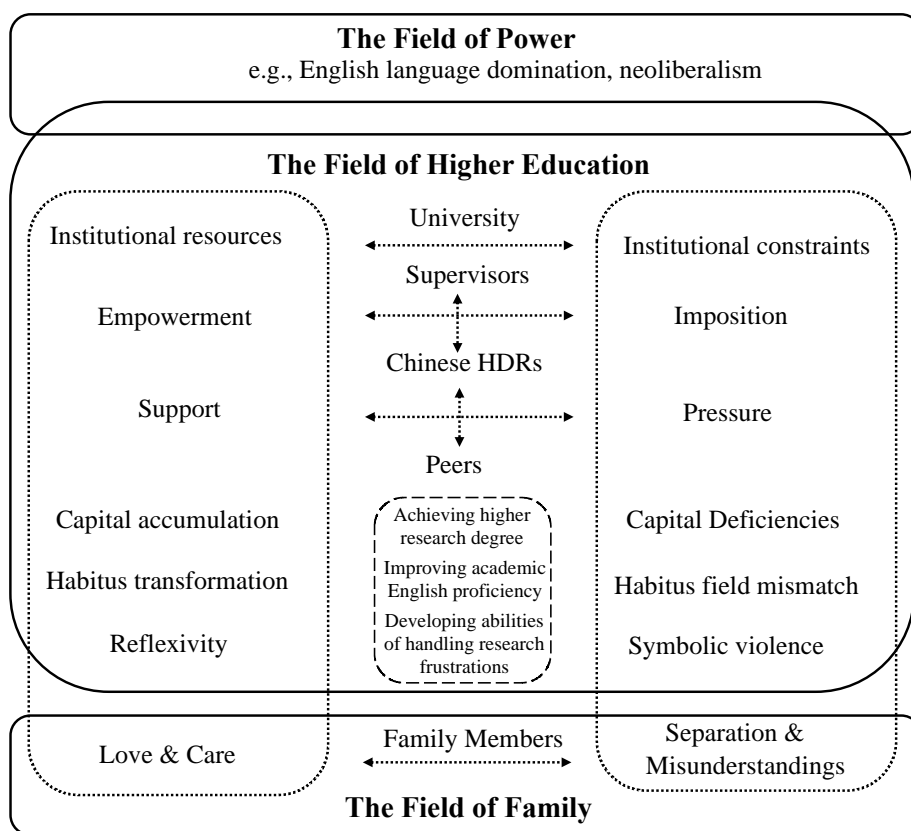 The Field of Power
e.g., English language domination, neoliberalism
The Field of Higher Education
Institutional resources
University
Institutional constraints
Supervisors
Empowerment
Imposition
Chinese HDRs
Support
Pressure
Peers
Capital accumulation
Achieving higher
research degree
Capital Deficiencies
Habitus transformation
Improving academic
English proficiency
Habitus field mismatch
Reflexivity
Developing abilities
of handling research
frustrations
Symbolic violence
Love & Care
Family Members
Separation &
Misunderstandings
The Field of Family